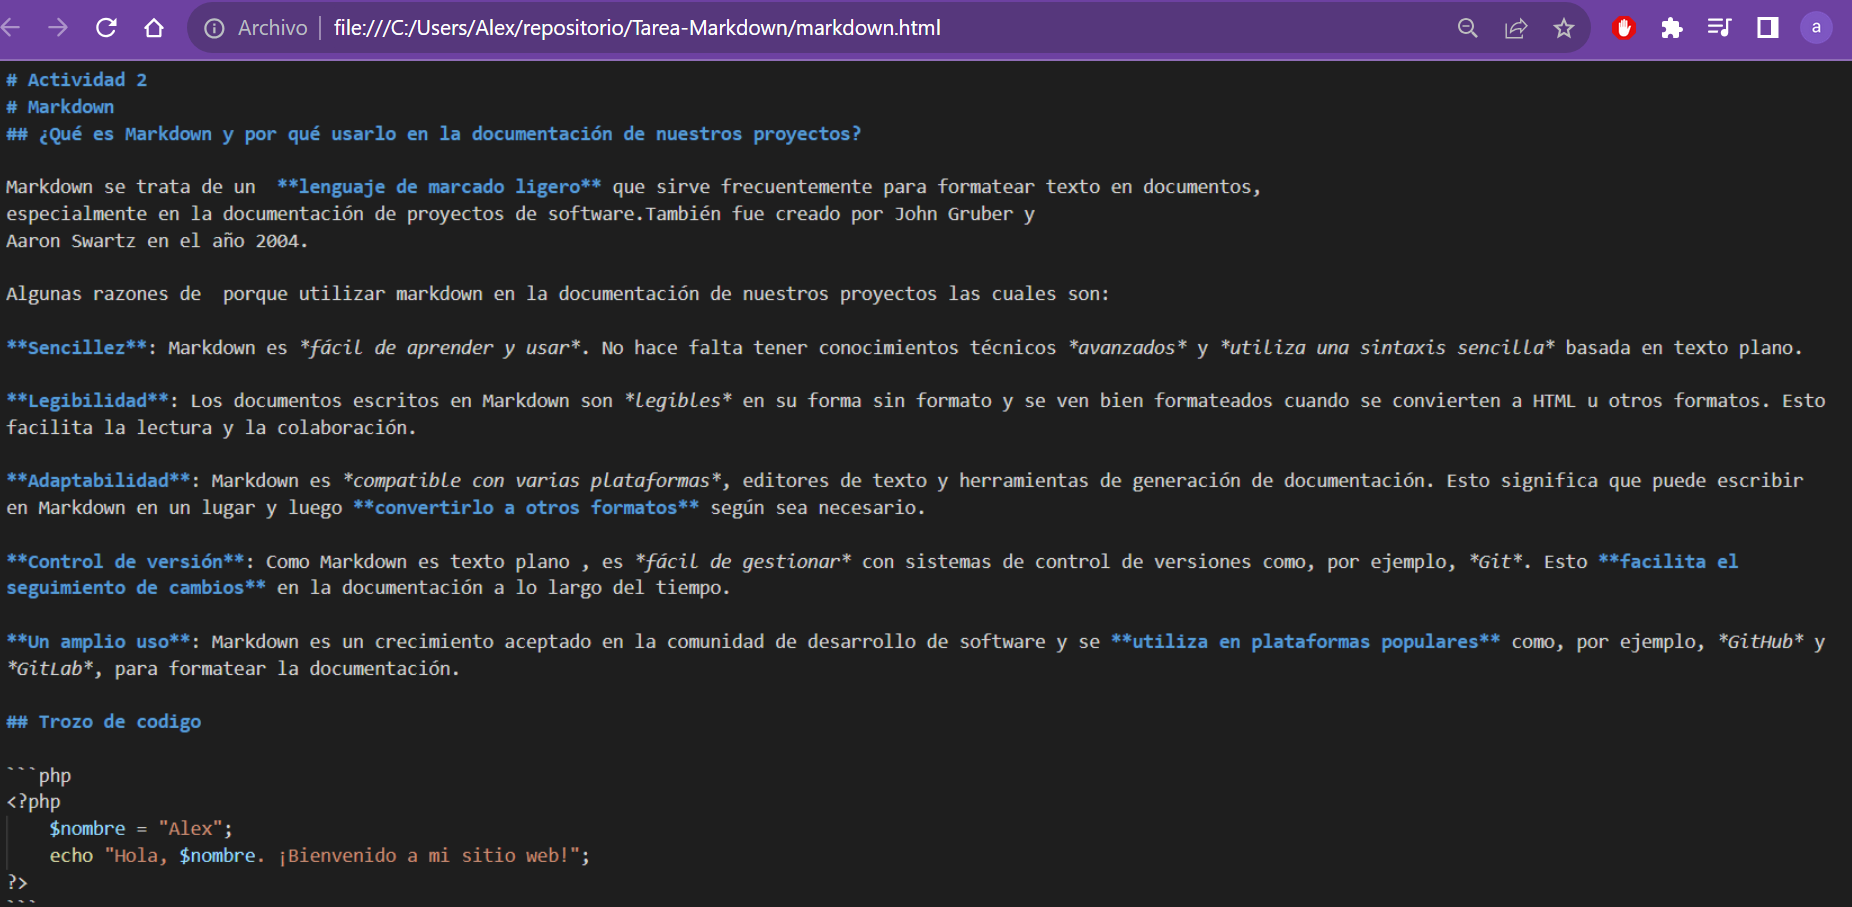 Archivo | file:///C:/Users/Alex/repositorio/Tarea-Markdown/markdown.html
a
# Actividad 2
# Markdown
## ¿Qué es Markdown y por qué usarlo en la documentación de nuestros proyectos?
Markdown se trata de un  **lenguaje de marcado ligero** que sirve frecuentemente para formatear texto en documentos,
especialmente en la documentación de proyectos de software.También fue creado por John Gruber y
Aaron Swartz en el año 2004.
Algunas razones de  porque utilizar markdown en la documentación de nuestros proyectos las cuales son:
**Sencillez**: Markdown es *fácil de aprender y usar*. No hace falta tener conocimientos técnicos *avanzados* y *utiliza una sintaxis sencilla* basada en texto plano.
**Legibilidad**: Los documentos escritos en Markdown son *legibles* en su forma sin formato y se ven bien formateados cuando se convierten a HTML u otros formatos. Esto
facilita la lectura y la colaboración.
**Adaptabilidad**: Markdown es *compatible con varias plataformas*, editores de texto y herramientas de generación de documentación. Esto significa que puede escribir
en Markdown en un lugar y luego **convertirlo a otros formatos** según sea necesario.
**Control de versión**: Como Markdown es texto plano , es *fácil de gestionar* con sistemas de control de versiones como, por ejemplo, *Git*. Esto **facilita el
seguimiento de cambios** en la documentación a lo largo del tiempo.
**Un amplio uso**: Markdown es un crecimiento aceptado en la comunidad de desarrollo de software y se **utiliza en plataformas populares** como, por ejemplo, *GitHub* y
*GitLab*, para formatear la documentación.
## Trozo de codigo
```php
<?php
    $nombre = "Alex";
    echo "Hola, $nombre. ¡Bienvenido a mi sitio web!";
?>
```